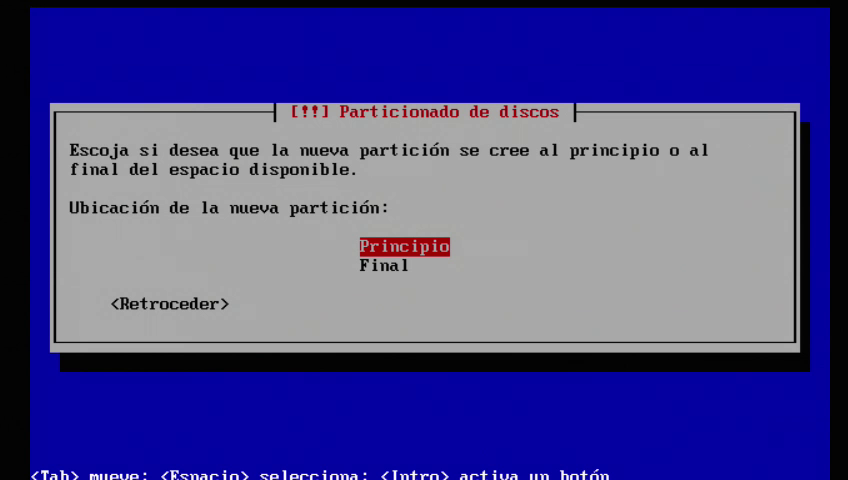 [!!] Particionado de discos
Escoja si desea que la nueva partición se cree al principio o al
final del espacio disponible.
Ubicación de la nueva partición:
Principio
Final
<Retroceder>
<Tab> mueve; <Espacio> selecciona; <Intro> activa un botón